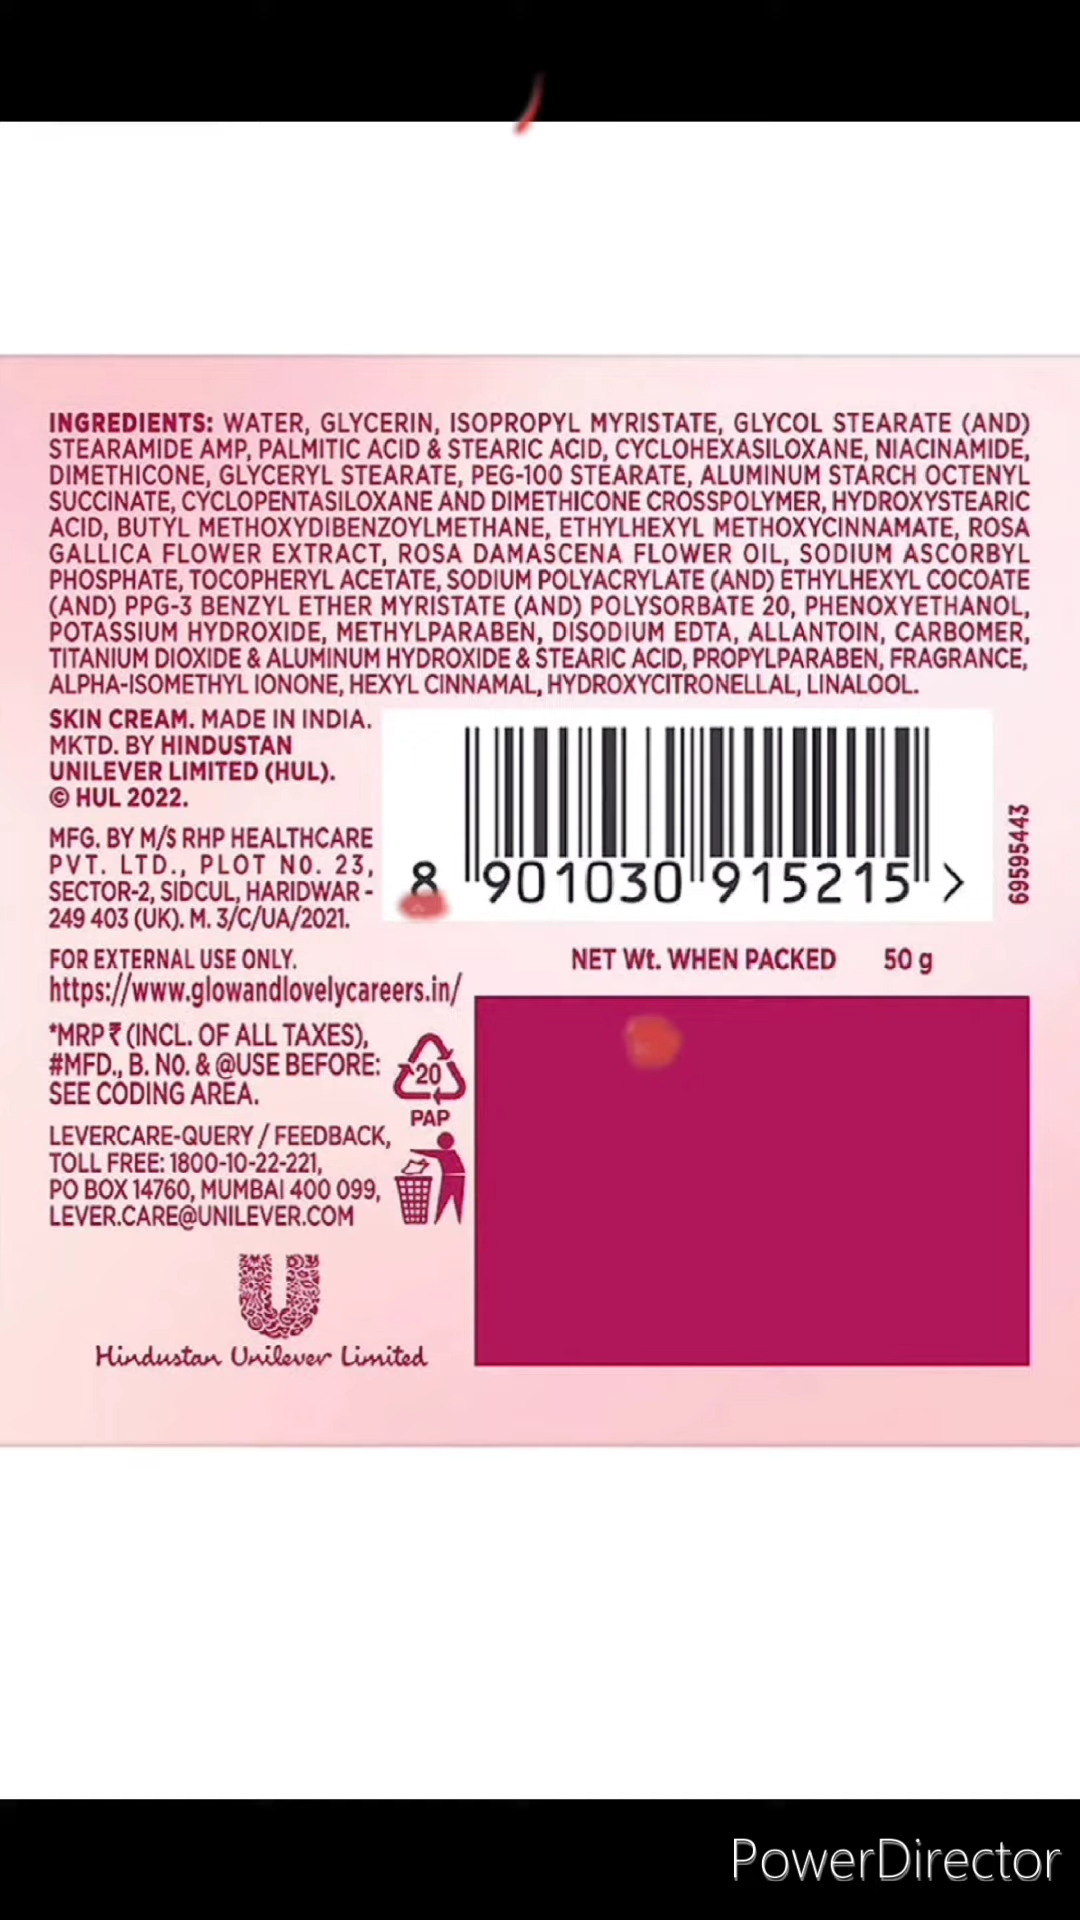 INGREDIENTS: WATER, GLYCERIN, ISOPROPYL MYRISTATE, GLYCOL STEARATE (AND)
STEARAMIDE AMP, PALMITIC ACID & STEARIC ACID, CYCLOHEXASILOXANE, NIACINAMIDE,
DIMETHICONE, GLYCERYL STEARATE, PEG-100 STEARATE, ALUMINUM STARCH OCTENYL
SUCCINATE, CYCLOPENTASILOXANE AND DIMETHICONE CROSSPOLYMER, HYDROXYSTEARIC
ACID, BUTYL METHOXYDIBENZOYLMETHANE, ETHYLHEXYL METHOXYCINNAMATE, ROSA
GALLICA FLOWER EXTRACT, ROSA DAMASCENA FLOWER OIL, SODIUM ASCORBYL
PHOSPHATE, TOCOPHERYL ACETATE, SODIUM POLYACRYLATE (AND) ETHYLHEXYL COCOATE
(AND) PPG-3 BENZYL ETHER MYRISTATE (AND) POLYSORBATE 20, PHENOXYETHANOL,
POTASSIUM HYDROXIDE, METHYLPARABEN, DISODIUM EDTA, ALLANTOIN, CARBOMER,
TITANIUM DIOXIDE & ALUMINUM HYDROXIDE & STEARIC ACID, PROPYLPARABEN, FRAGRANCE,
ALPHA-ISOMETHYL IONONE, HEXYL CINNAMAL, HYDROXYCITRONELLAL, LINALOOL.
SKIN CREAM. MADE IN INDIA.
MKTD. BY HINDUSTAN
UNILEVER LIMITED (HUL).
© HUL 2022.
MFG. BY M/S RHP HEALTHCARE
PVT. LTD., PLOT NO. 23,
SECTOR-2, SIDCUL, HARIDWAR -
249 403 (UK). M. 3/C/UA/2021.
8 901030 915215 >
69595443
FOR EXTERNAL USE ONLY.
https://www.glowandlovelycareers.in/
NET Wt. WHEN PACKED 50 g
*MRP ₹ (INCL. OF ALL TAXES),
#MFD., B. NO. & @USE BEFORE:
SEE CODING AREA.
20
PAP
LEVERCARE-QUERY / FEEDBACK,
TOLL FREE: 1800-10-22-221,
PO BOX 14760, MUMBAI 400 099,
LEVER.CARE@UNILEVER.COM
Hindustan Unilever Limited
PowerDirector